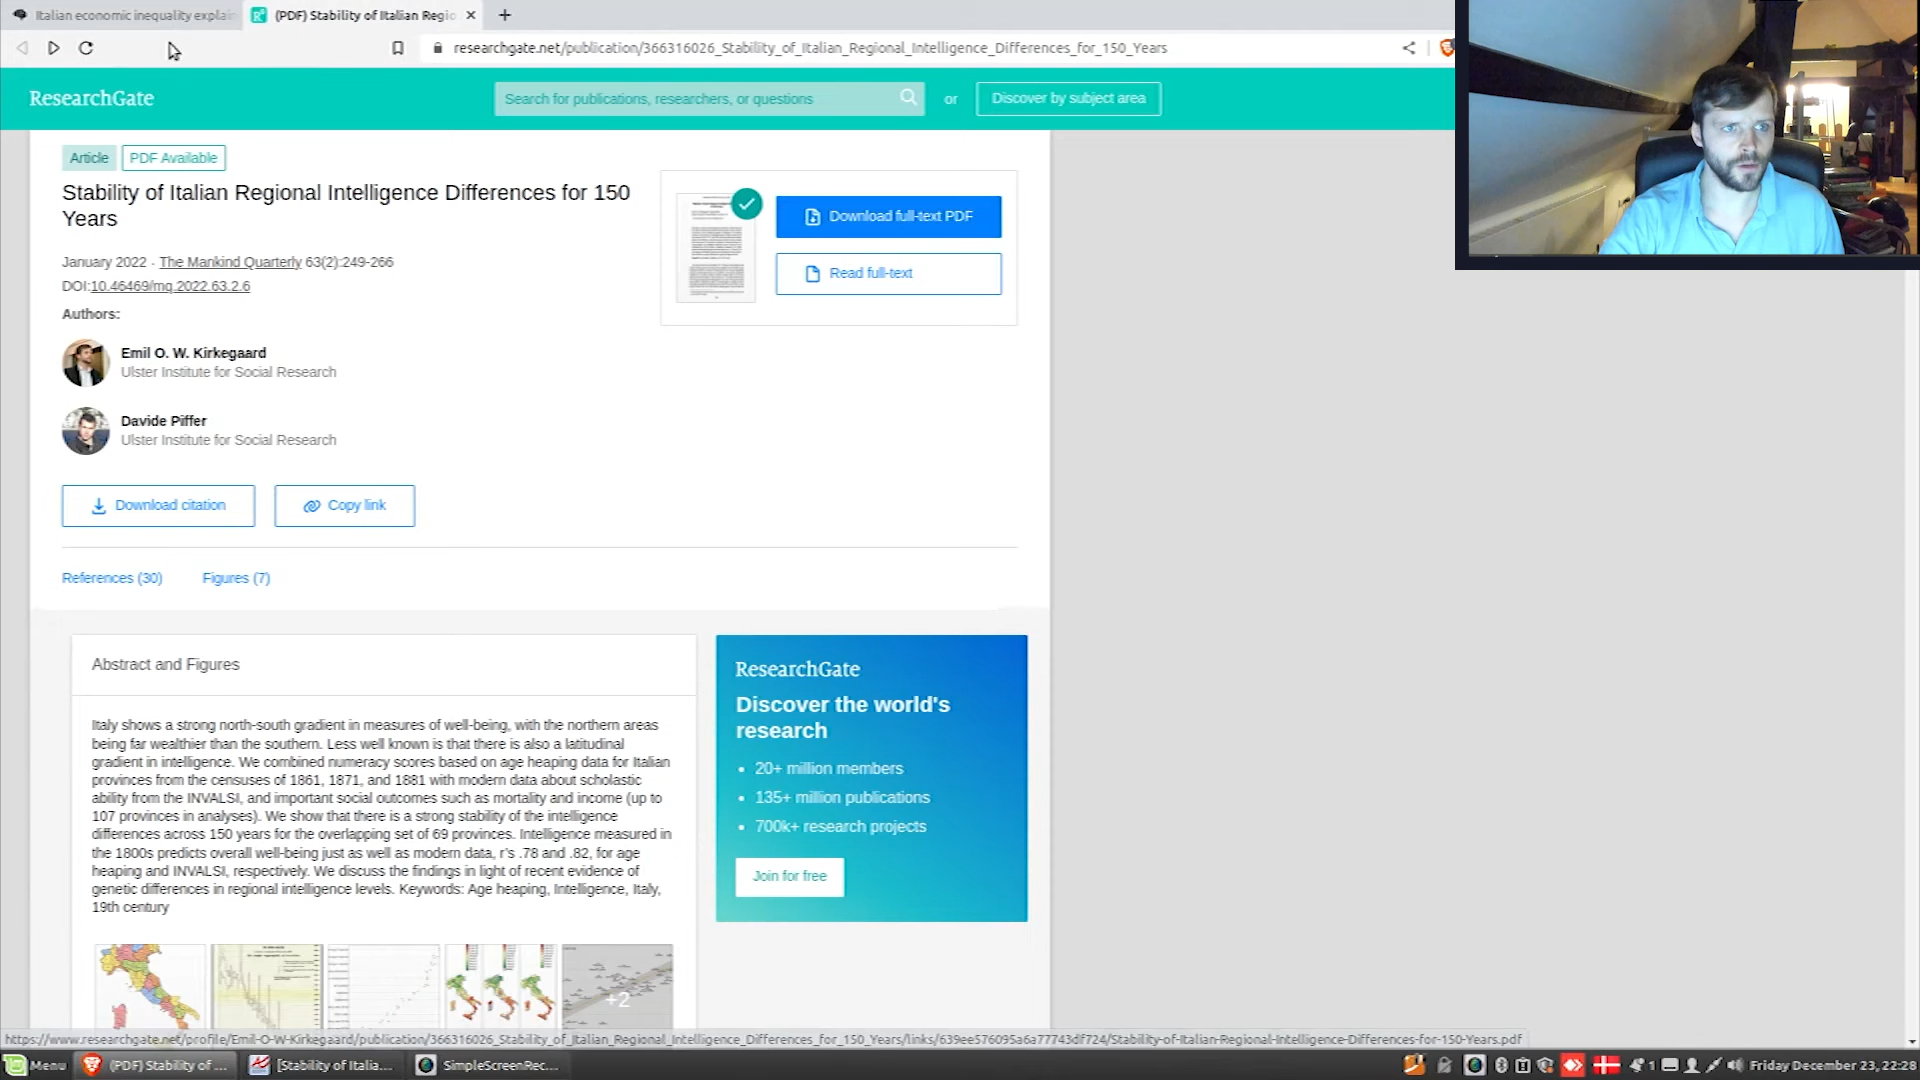 Italian economic inequality explai
(PDF) Stability of Italian Regio
researchgate.net/publication/366316026_Stability_of_Italian_Regional_Intelligence_Differences_for_150_Years
ResearchGate
Search for publications, researchers, or questions
or
Discover by subject area
Article
PDF Available
Stability of Italian Regional Intelligence Differences for 150
Years
January 2022 · The Mankind Quarterly 63(2):249-266
DOI:10.46469/mq.2022.63.2.6
Authors:
Emil O. W. Kirkegaard
Ulster Institute for Social Research
Davide Piffer
Ulster Institute for Social Research
Download full-text PDF
Read full-text
Download citation
Copy link
References (30)
Figures (7)
Abstract and Figures
Italy shows a strong north-south gradient in measures of well-being, with the northern areas
being far wealthier than the southern. Less well known is that there is also a latitudinal
gradient in intelligence. We combined numeracy scores based on age heaping data for Italian
provinces from the censuses of 1861, 1871, and 1881 with modern data about scholastic
ability from the INVALSI, and important social outcomes such as mortality and income (up to
107 provinces in analyses). We show that there is a strong stability of the intelligence
differences across 150 years for the overlapping set of 69 provinces. Intelligence measured in
the 1800s predicts overall well-being just as well as modern data, r's .78 and .82, for age
heaping and INVALSI, respectively. We discuss the findings in light of recent evidence of
genetic differences in regional intelligence levels. Keywords: Age heaping, Intelligence, Italy,
19th century
+2
ResearchGate
Discover the world's
research
• 20+ million members
• 135+ million publications
• 700k+ research projects
Join for free
https://www.researchgate.net/profile/Emil-O-W-Kirkegaard/publication/366316026_Stability_of_Italian_Regional_Intelligence_Differences_for_150_Years/links/639ee576095a6a77743df724/Stability-of-Italian-Regional-Intelligence-Differences-for-150-Years.pdf
Menu
(PDF) Stability of ...
[Stability of Italia...
SimpleScreenRec...
1
Friday December 23, 22:28